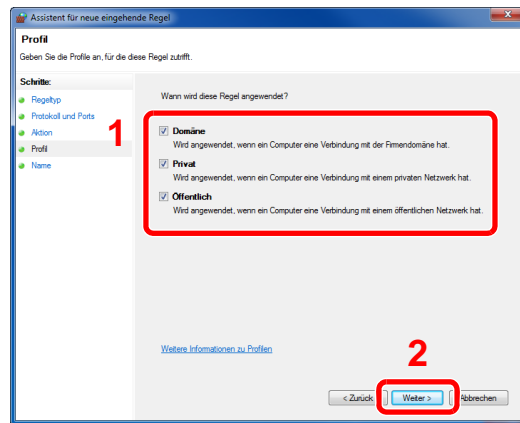 Assistent für neue eingehende Regel
Profil
Geben Sie die Profile an, für die diese Regel zutrifft.
Schritte:
Regeltyp
Protokoll und Ports
Aktion
Profil
Name
1
Wann wird diese Regel angewendet?
Domäne
Wird angewendet, wenn ein Computer eine Verbindung mit der Firmendomäne hat.
Privat
Wird angewendet, wenn ein Computer eine Verbindung mit einem privaten Netzwerk hat.
Öffentlich
Wird angewendet, wenn ein Computer eine Verbindung mit einem öffentlichen Netzwerk hat.
Weitere Informationen zu Profilen
2
< Zurück Weiter > Abbrechen